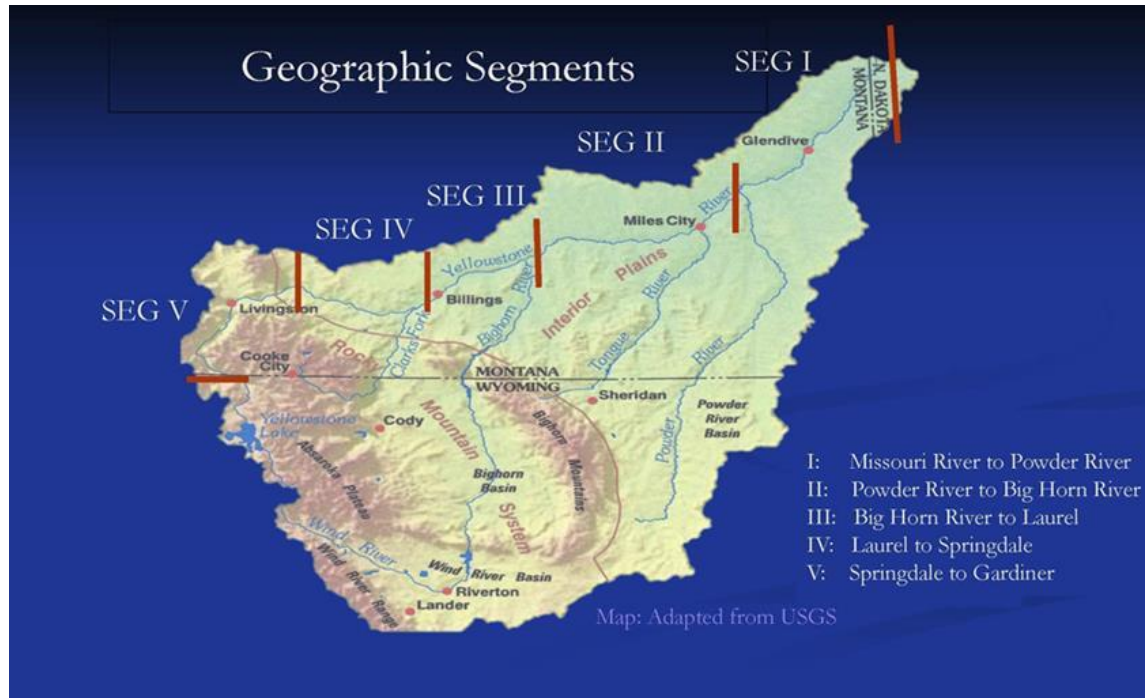 Geographic Segments
SEG I
N. DAKOTA
MONTANA
SEG II
Glendive
SEG III
Miles City
River
SEG IV
Yellowstone
Billings
River
Bighorn
Plains
Interior
River
Tongue
River
Powder
SEG V
Livingston
Clarks Fork
Rocky
Cooke
City
MONTANA
WYOMING
Sheridan
Powder
River
Basin
Yellowstone
Lake
Cody
Mountain
Bighorn
Mountains
Absaroka Plateau
Bighorn
Basin
System
Wind River
Wind River Basin
Wind River Range
Riverton
Lander
I: Missouri River to Powder River
II: Powder River to Big Horn River
III: Big Horn River to Laurel
IV: Laurel to Springdale
V: Springdale to Gardiner
Map: Adapted from USGS